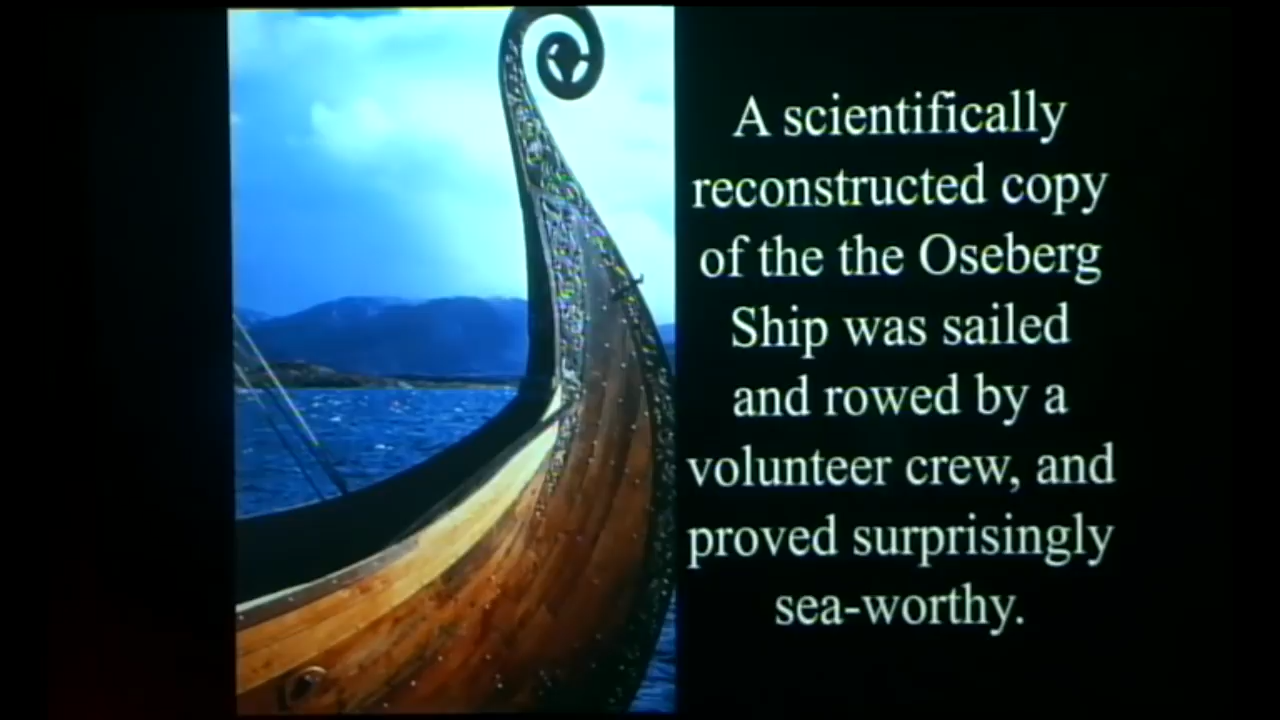 A scientifically
reconstructed copy
of the the Oseberg
Ship was sailed
and rowed by a
volunteer crew, and
proved surprisingly
sea-worthy.